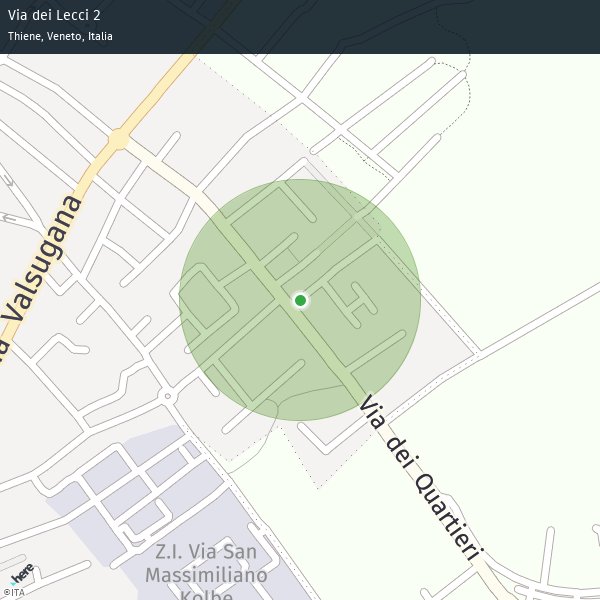 Via dei Lecci 2
Thiene, Veneto, Italia
Valsugana
Via dei Quartieri
Z.I. Via San
Massimiliano
Kolbe
here
©ITA